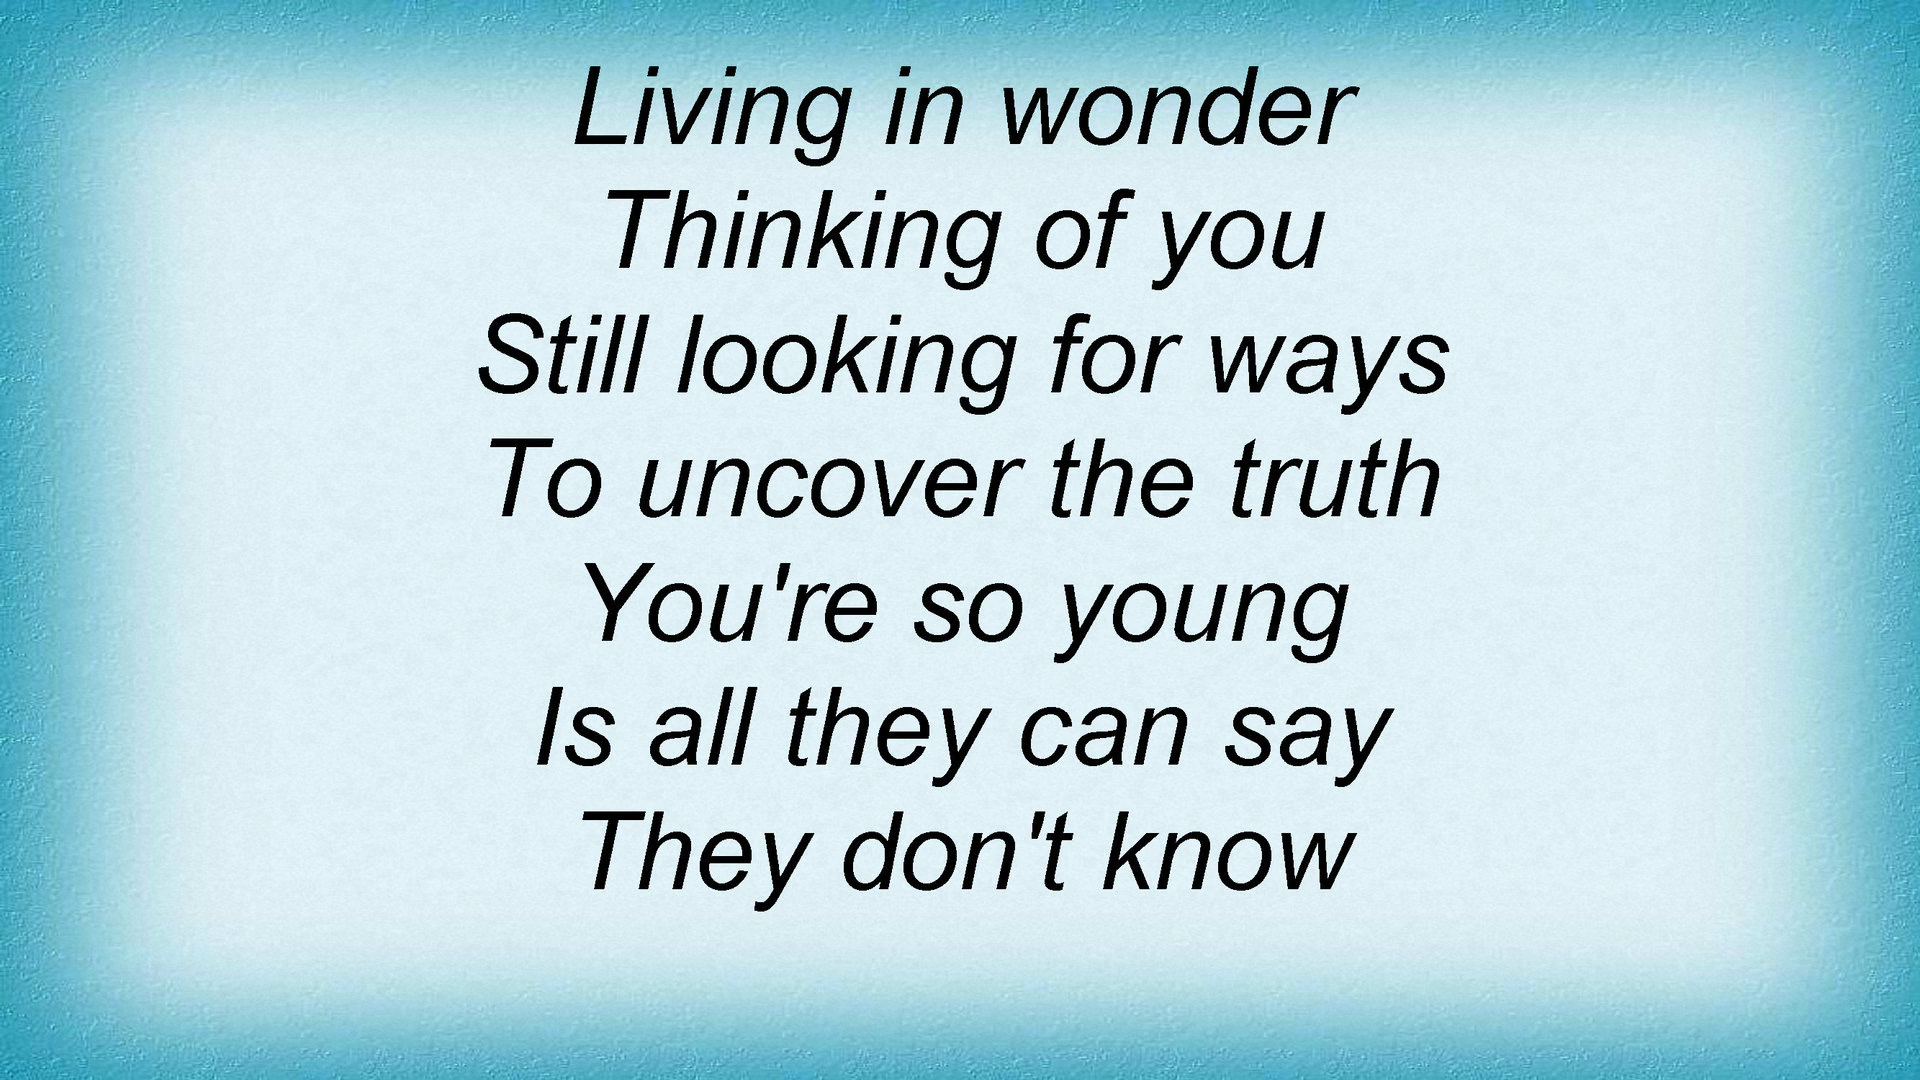 Living in wonder
Thinking of you
Still looking for ways
To uncover the truth
You're so young
Is all they can say
They don't know